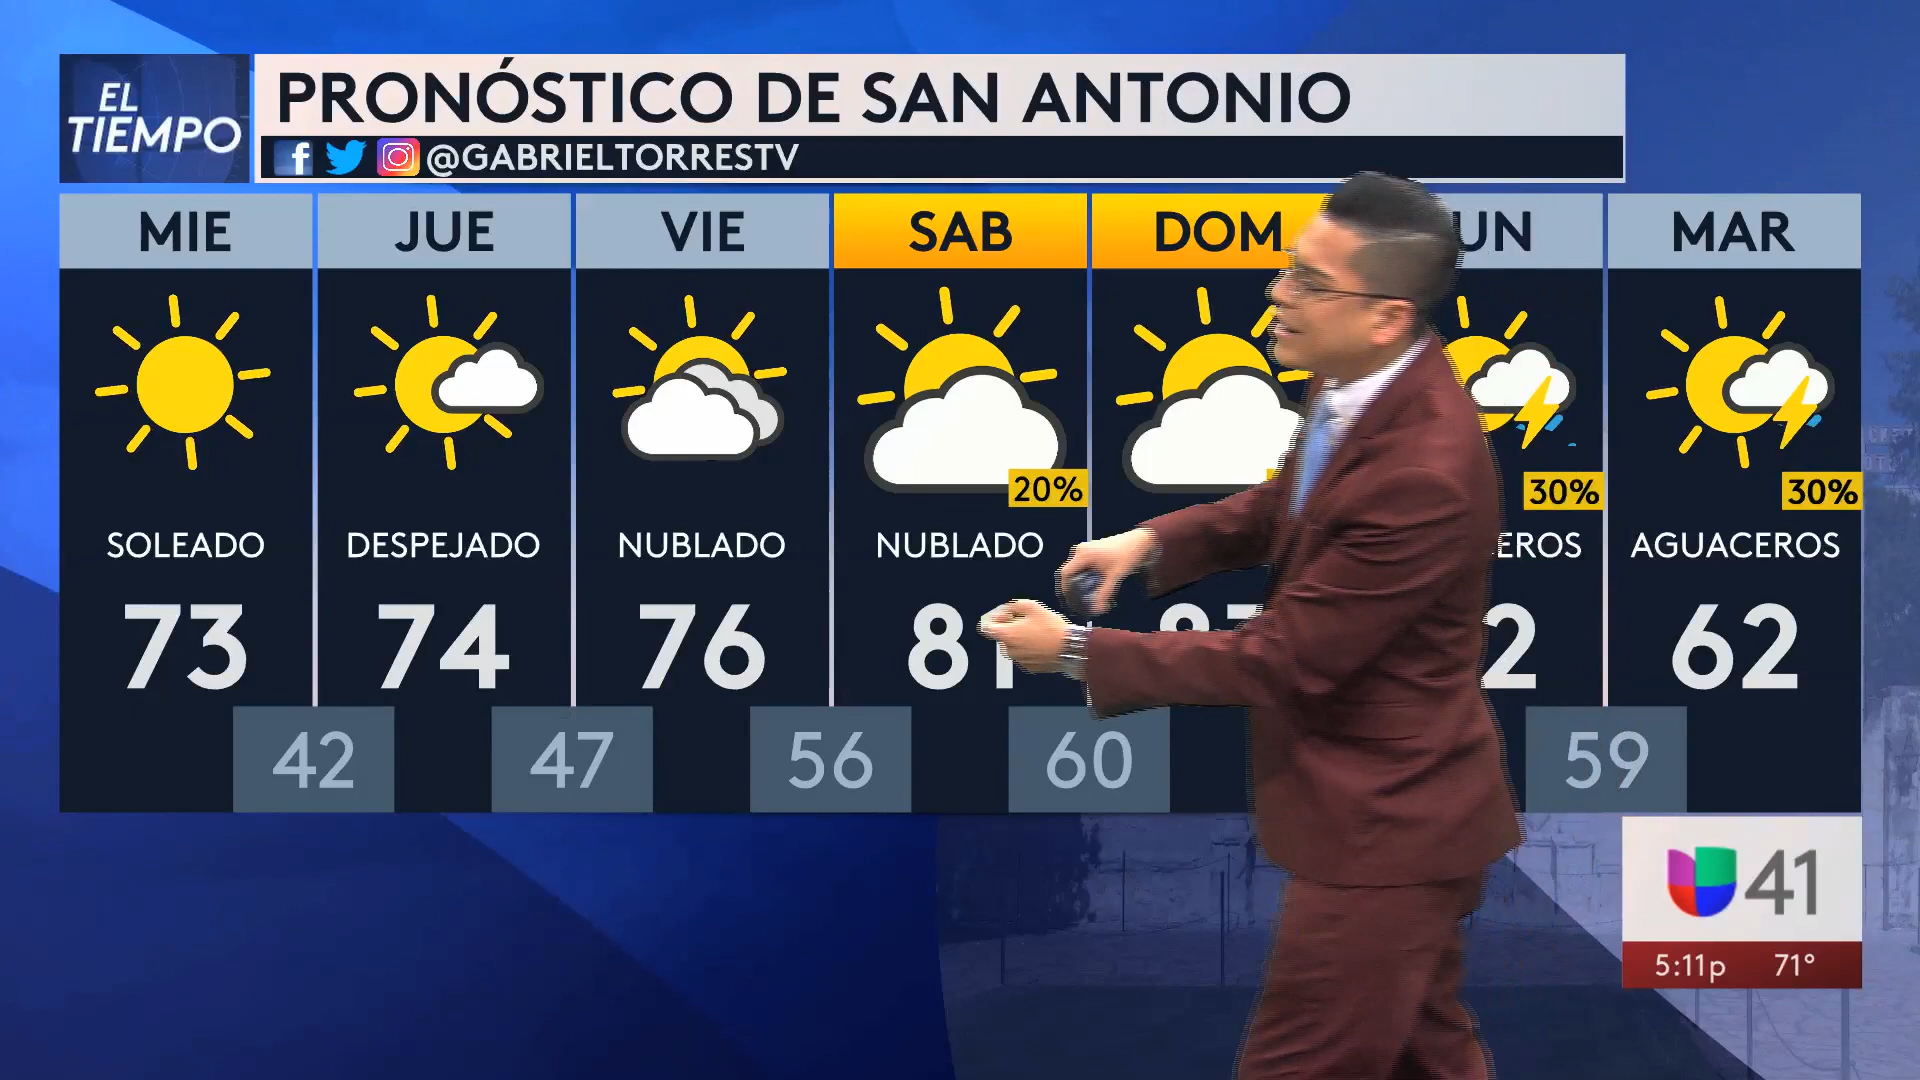 EL TIEMPO
PRONÓSTICO DE SAN ANTONIO
@GABRIELTORRESTV
MIE JUE VIE SAB DOM MAR
20% 30% 30%
SOLEADO DESPEJADO NUBLADO NUBLADO AGUACEROS
73 74 76 81 62
42 47 56 60 59
41
5:11p 71°